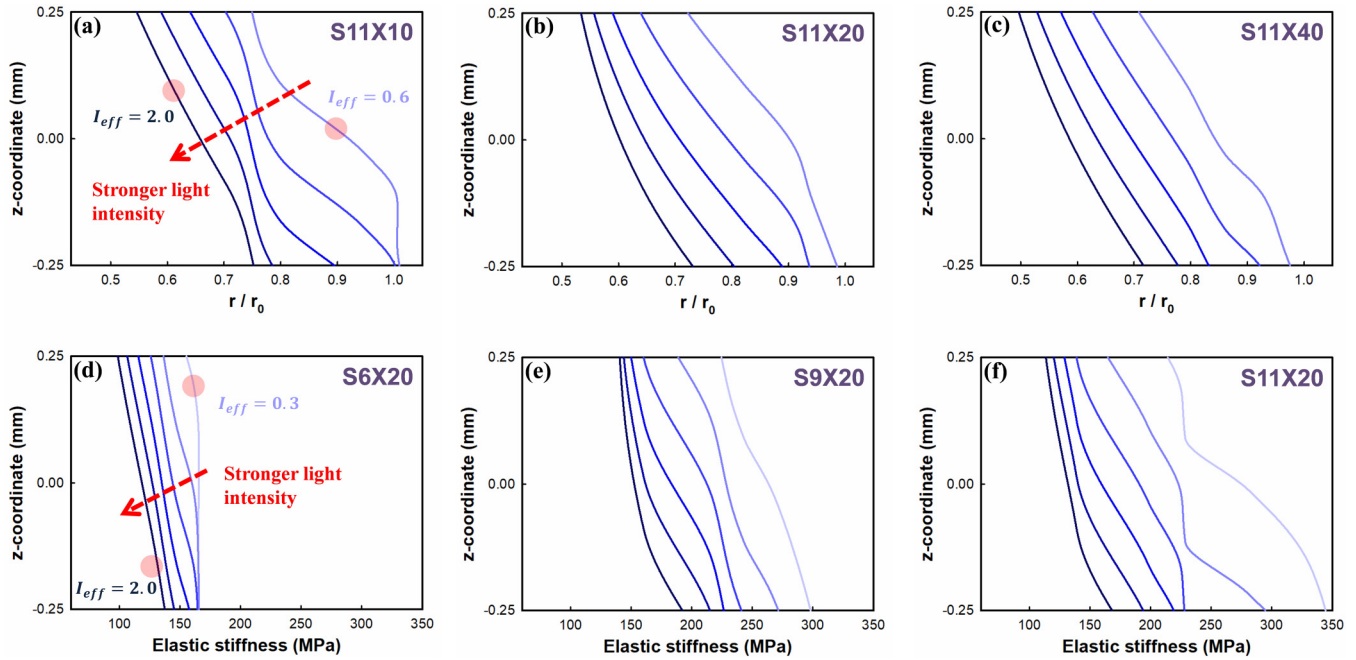 (a)
S11X10
0.25
0.00
-0.25
z-coordinate (mm)
I_eff = 2.0
I_eff = 0.6
Stronger light
intensity
0.5 0.6 0.7 0.8 0.9 1.0
r / r₀
(b)
S11X20
0.25
0.00
-0.25
z-coordinate (mm)
0.5 0.6 0.7 0.8 0.9 1.0
r / r₀
(c)
S11X40
0.25
0.00
-0.25
z-coordinate (mm)
0.5 0.6 0.7 0.8 0.9 1.0
r / r₀
(d)
S6X20
0.25
0.00
-0.25
z-coordinate (mm)
I_eff = 0.3
Stronger light
intensity
I_eff = 2.0
100 150 200 250 300 350
Elastic stiffness (MPa)
(e)
S9X20
0.25
0.00
-0.25
z-coordinate (mm)
100 150 200 250 300 350
Elastic stiffness (MPa)
(f)
S11X20
0.25
0.00
-0.25
z-coordinate (mm)
100 150 200 250 300 350
Elastic stiffness (MPa)